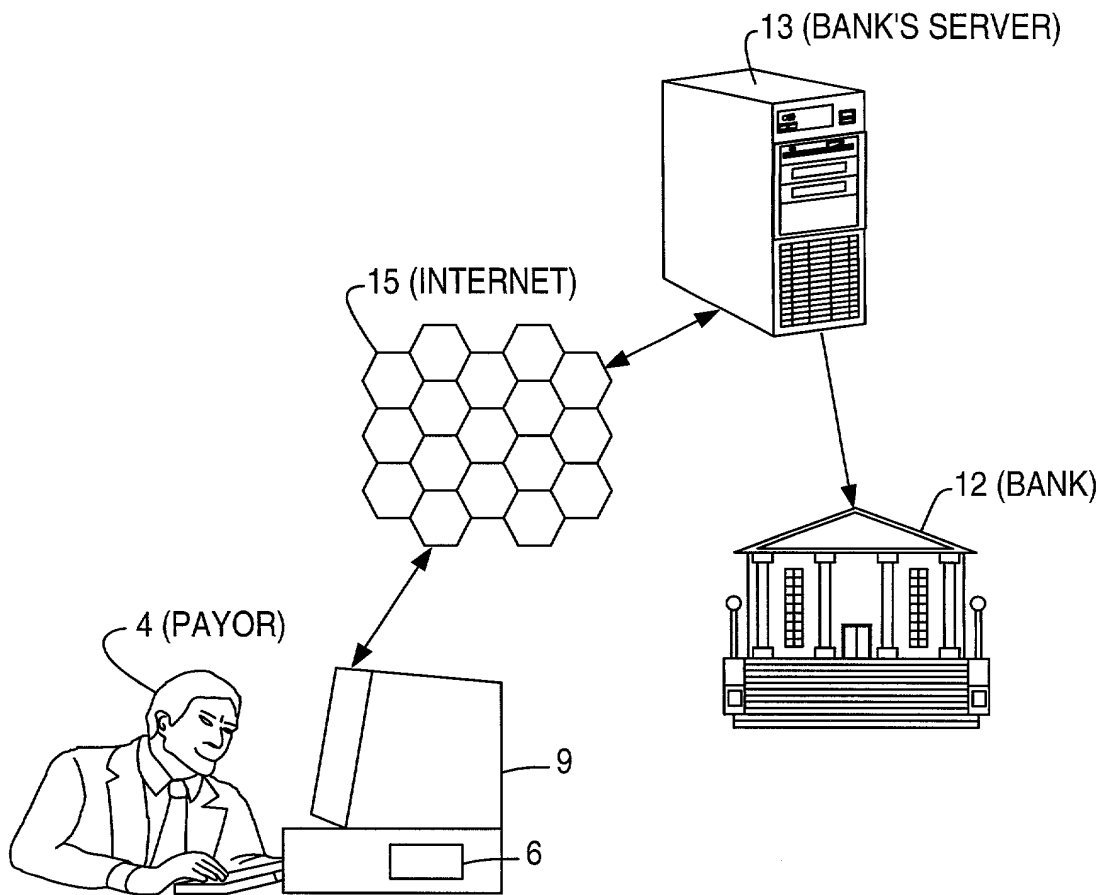 13 (BANK'S SERVER)
15 (INTERNET)
12 (BANK)
4 (PAYOR)
9
6